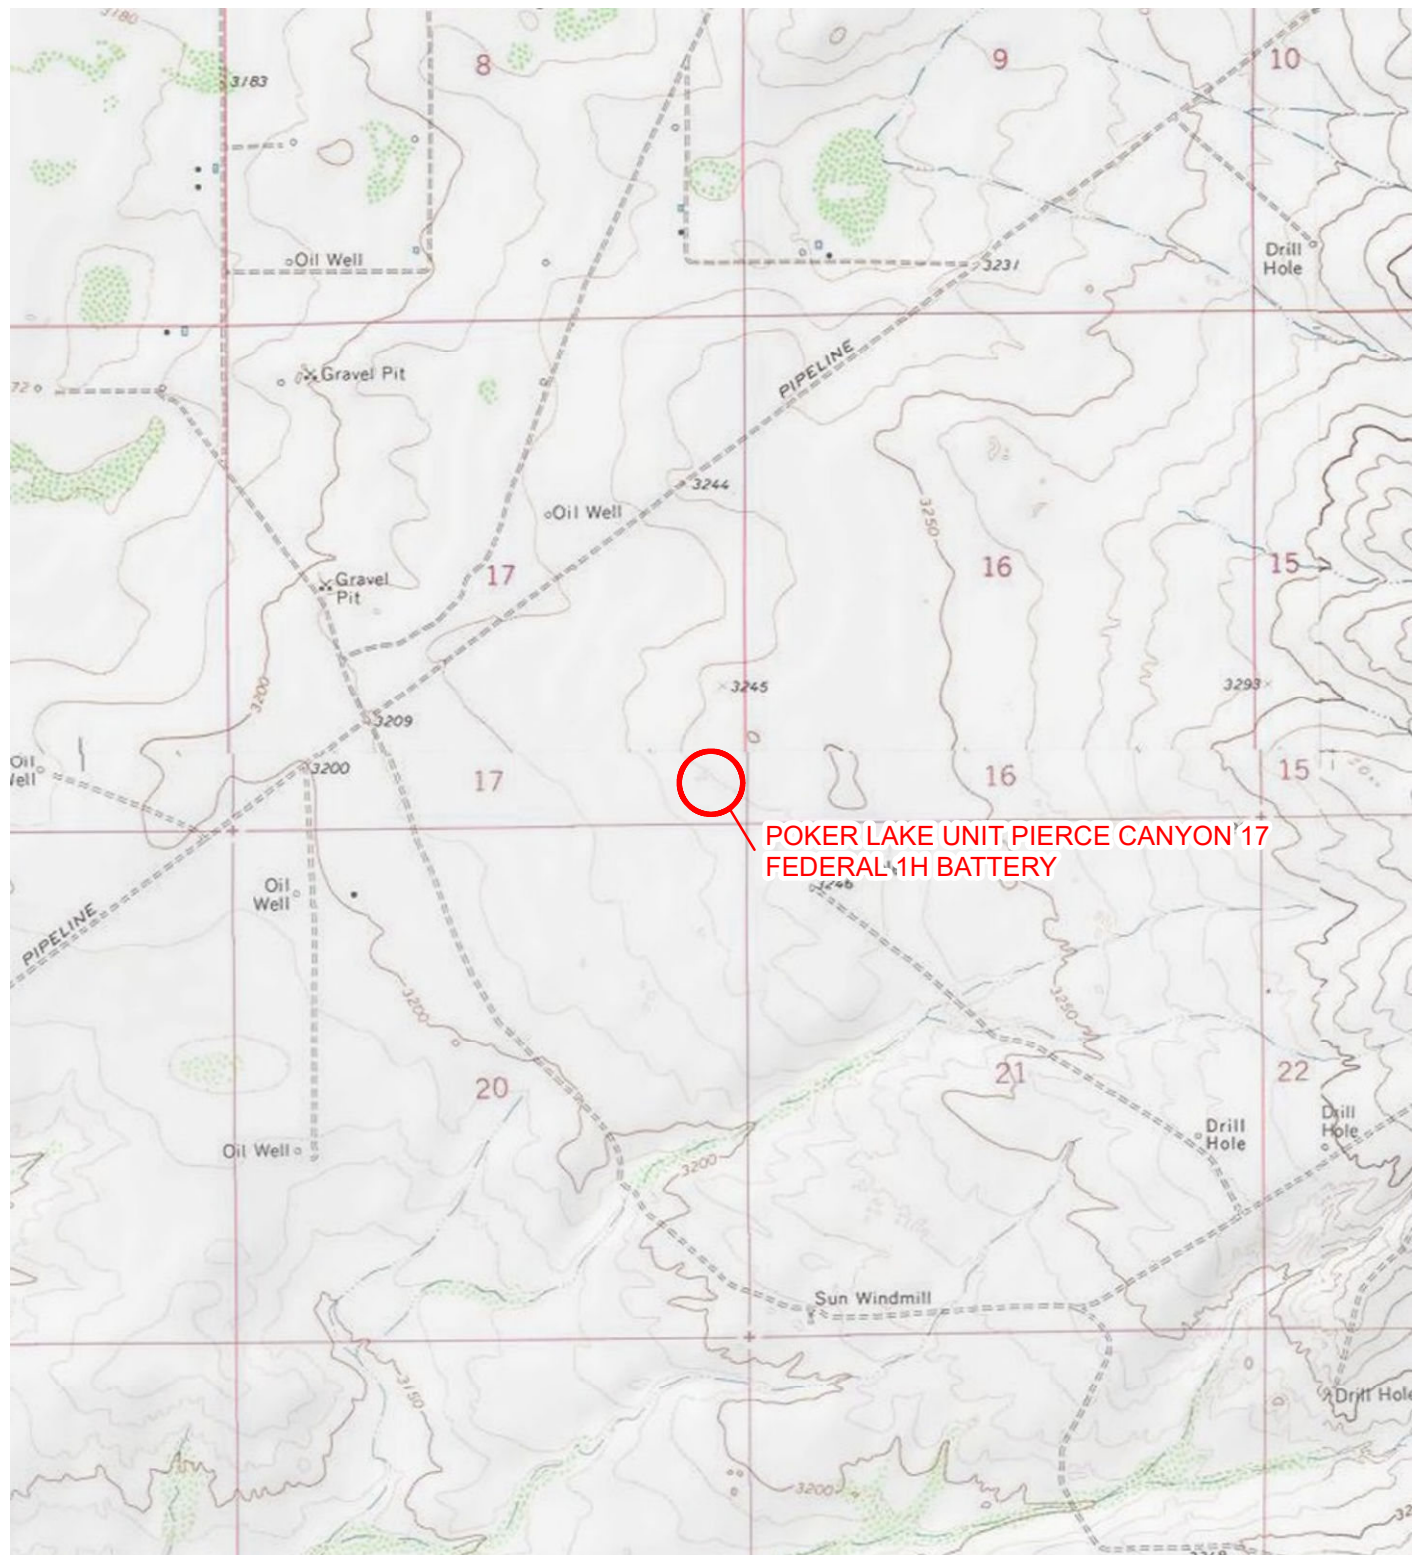 3180
8
9
10
3183
Oil Well
3231
Drill
Hole
PIPELINE
Gravel Pit
72
3244
Oil Well
3250
17
16
15
Gravel
Pit
3200
3245
3293
3209
Oil
3200
17
16
15
POKER LAKE UNIT PIERCE CANYON 17
FEDERAL 1H BATTERY
3246
Oil
Well
PIPELINE
3200
3250
20
21
22
Drill
Hole
Drill
Hole
Oil Well
3200
Sun Windmill
3150
Drill Hole
3200